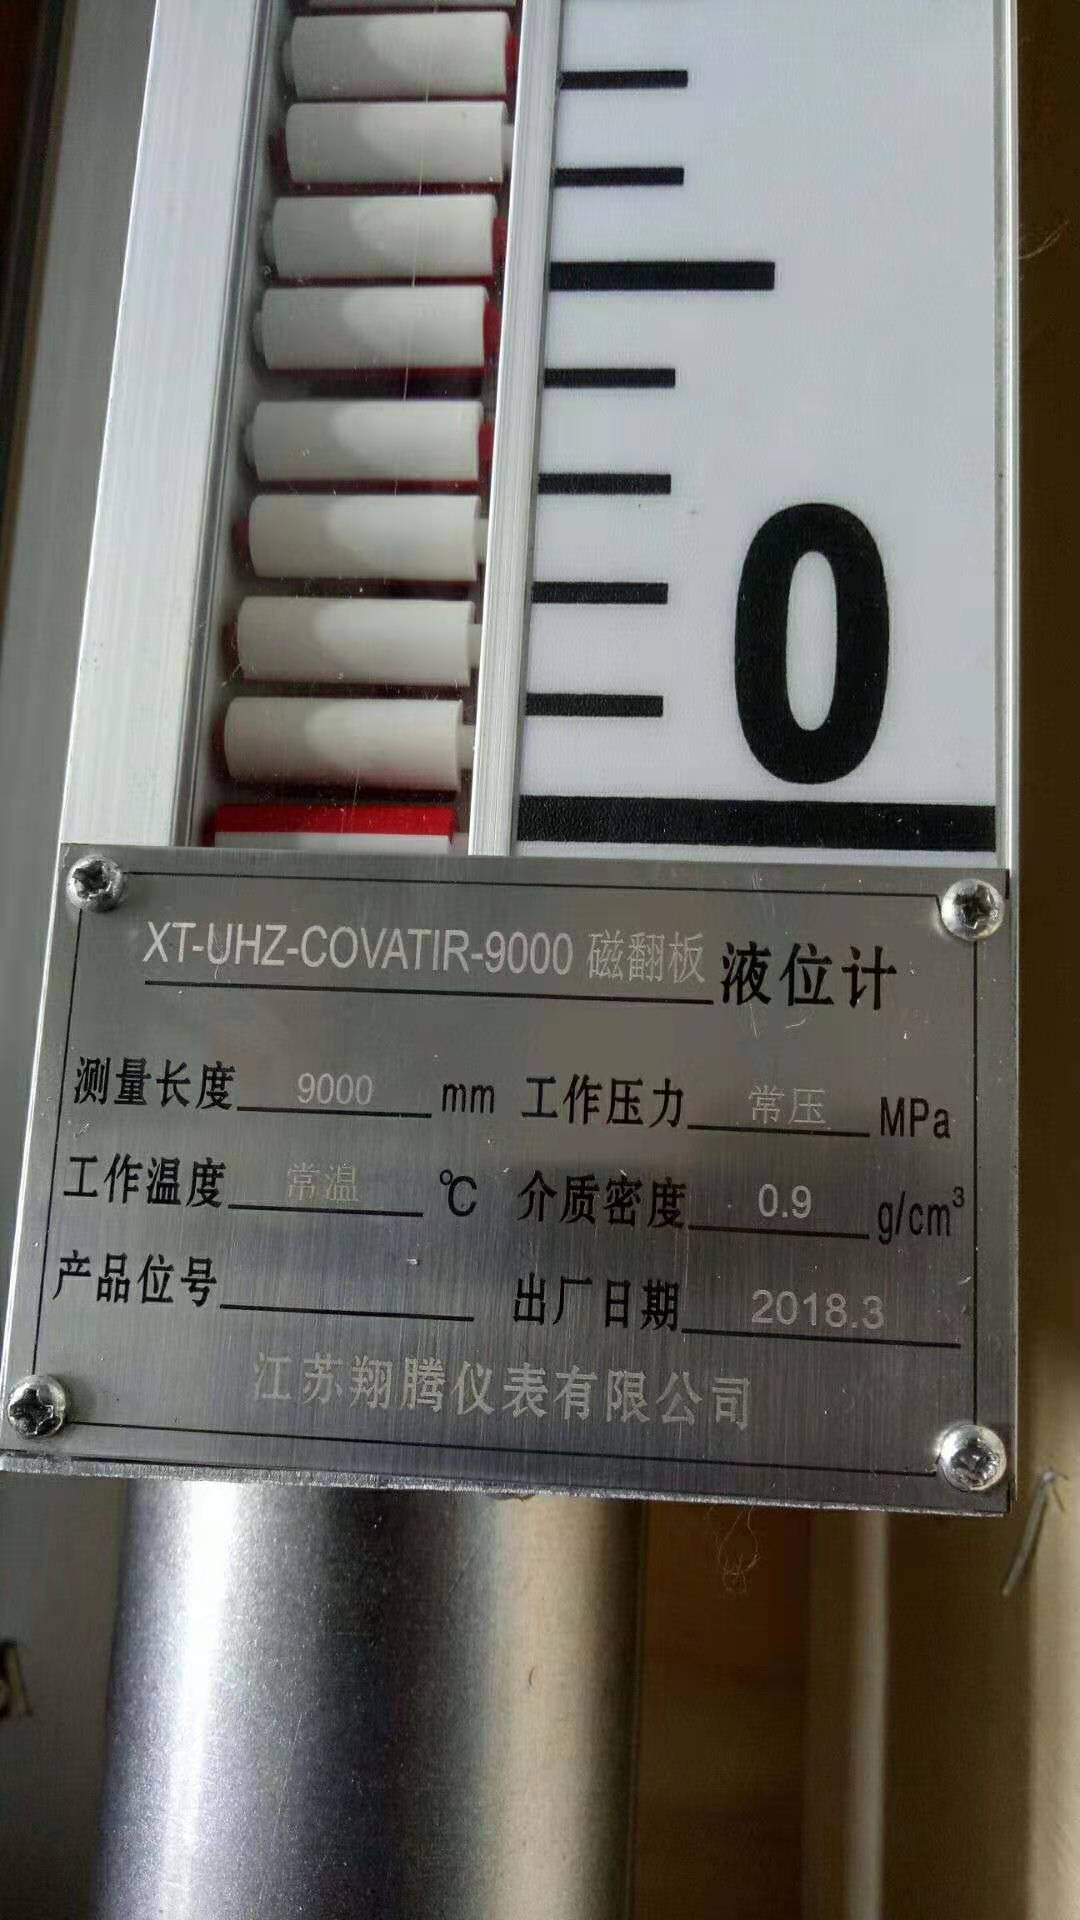 0
XT-UHZ-COVATIR-9000 磁翻板 液位计
测量长度 9000 mm 工作压力 常压 MPa
工作温度 常温 ℃ 介质密度 0.9 g/cm³
产品位号 出厂日期 2018.3
江苏翔腾仪表有限公司